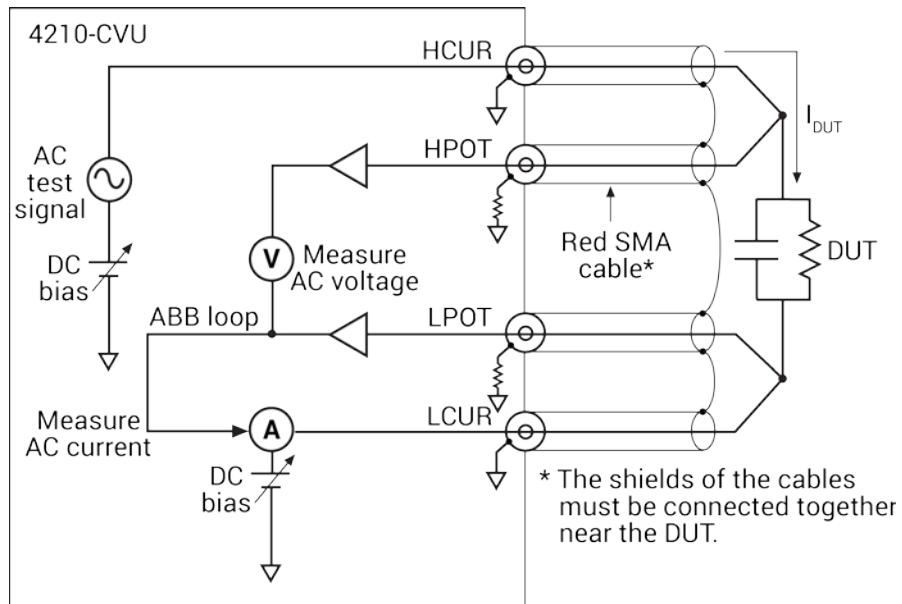 4210-CVU
HCUR
I_DUT
AC
test
signal
HPOT
DC
bias
V
Measure
AC voltage
Red SMA
cable*
DUT
ABB loop
LPOT
Measure
AC current
A
LCUR
DC
bias
* The shields of the cables
must be connected together
near the DUT.